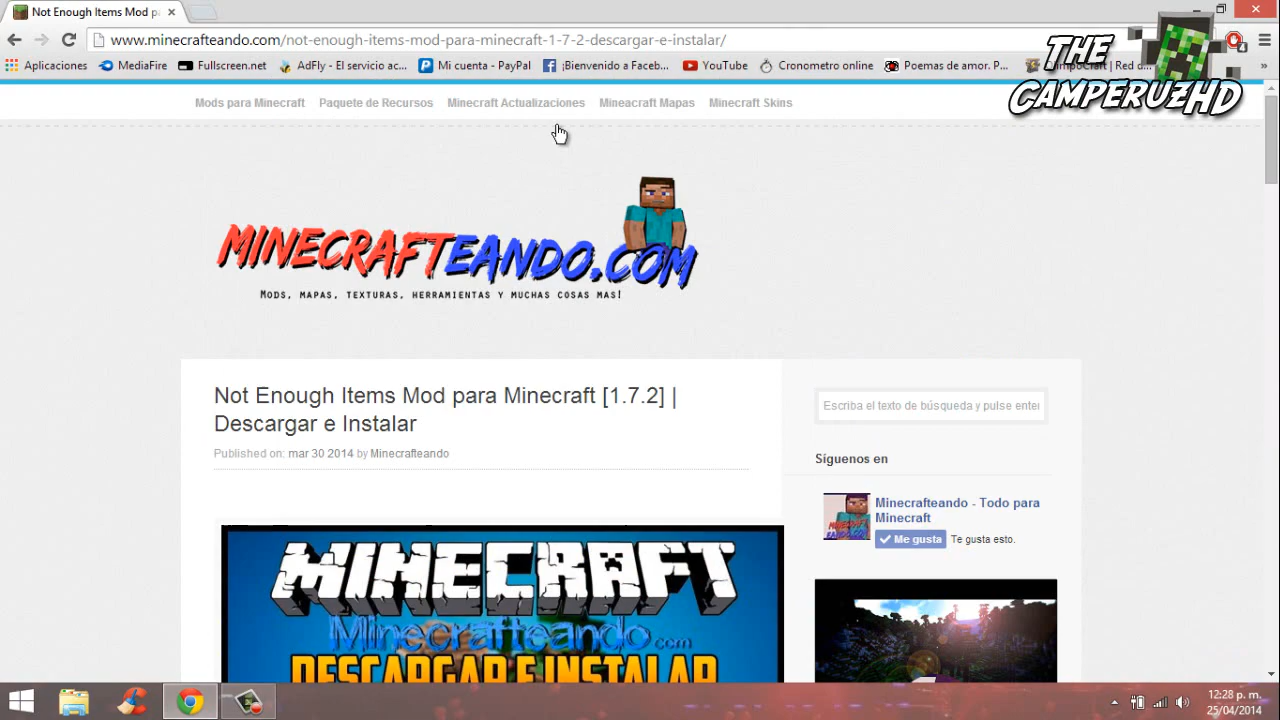 Not Enough Items Mod pa
www.minecrafteando.com/not-enough-items-mod-para-minecraft-1-7-2-descargar-e-instalar/
Aplicaciones MediaFire Fullscreen.net AdFly - El servicio ac... Mi cuenta - PayPal ¡Bienvenido a Faceb... YouTube Cronometro online Poemas de amor. P... CampoCraft | Red d...
THE
CAMPERUZHD
Mods para Minecraft Paquete de Recursos Minecraft Actualizaciones Mineacraft Mapas Minecraft Skins
MINECRAFTEANDO.COM
MODS, MAPAS, TEXTURAS, HERRAMIENTAS Y MUCHAS COSAS MAS!
Not Enough Items Mod para Minecraft [1.7.2] |
Descargar e Instalar
Published on: mar 30 2014 by Minecrafteando
Escriba el texto de búsqueda y pulse enter
Síguenos en
Minecrafteando - Todo para
Minecraft
Me gusta Te gusta esto.
MINECRAFT
Minecrafteando.com
DESCARGAR E INSTALAR
12:28 p. m.
25/04/2014